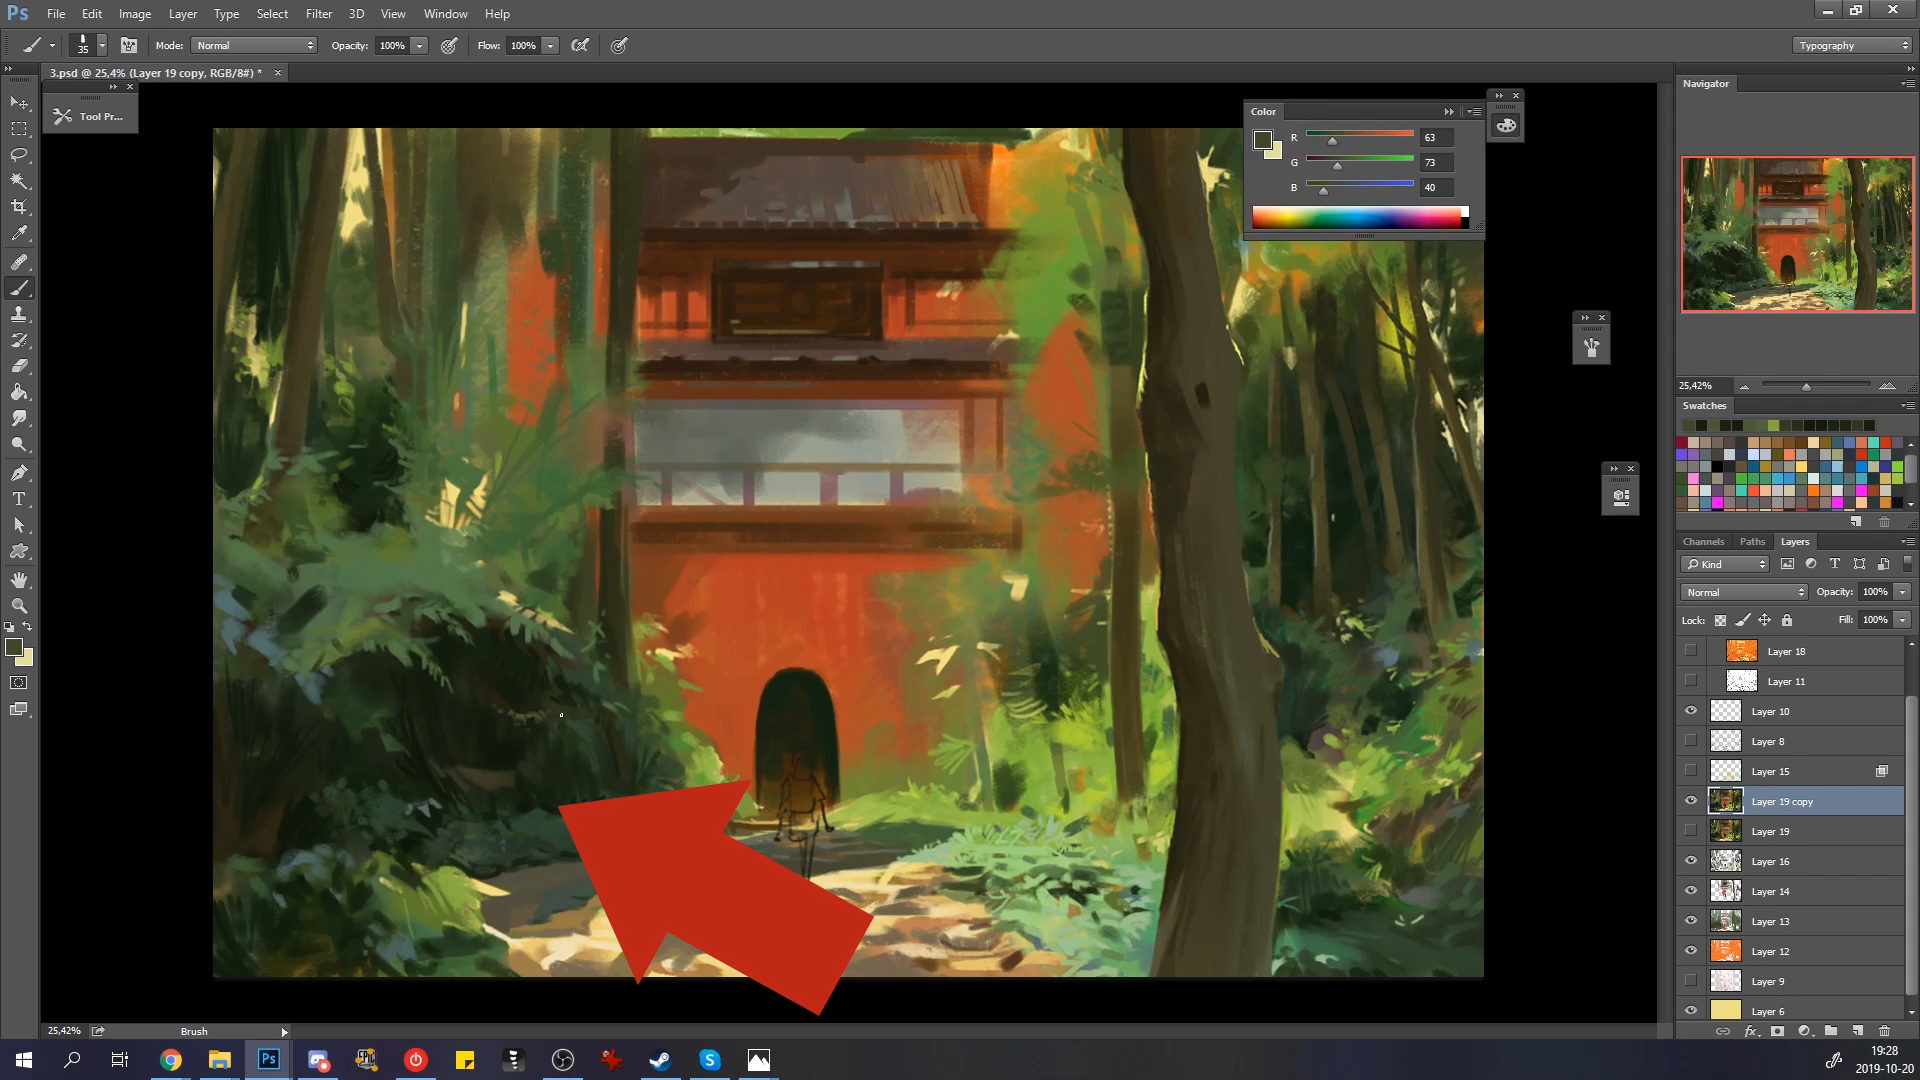 Ps File Edit Image Layer Type Select Filter 3D View Window Help
35 Mode: Normal Opacity: 100% Flow: 100% Typography
3.psd @ 25,4% (Layer 19 copy, RGB/8#) * ×
Tool Pr...
Color
R 63
G 73
B 40
Navigator
25,42%
Swatches
Channels Paths Layers
Kind
Normal Opacity: 100%
Lock: Fill: 100%
Layer 18
Layer 11
Layer 10
Layer 8
Layer 15
Layer 19 copy
Layer 19
Layer 16
Layer 14
Layer 13
Layer 12
Layer 9
Layer 6
fx
25,42% Brush
Ps EPIC S
19:28
2019-10-20